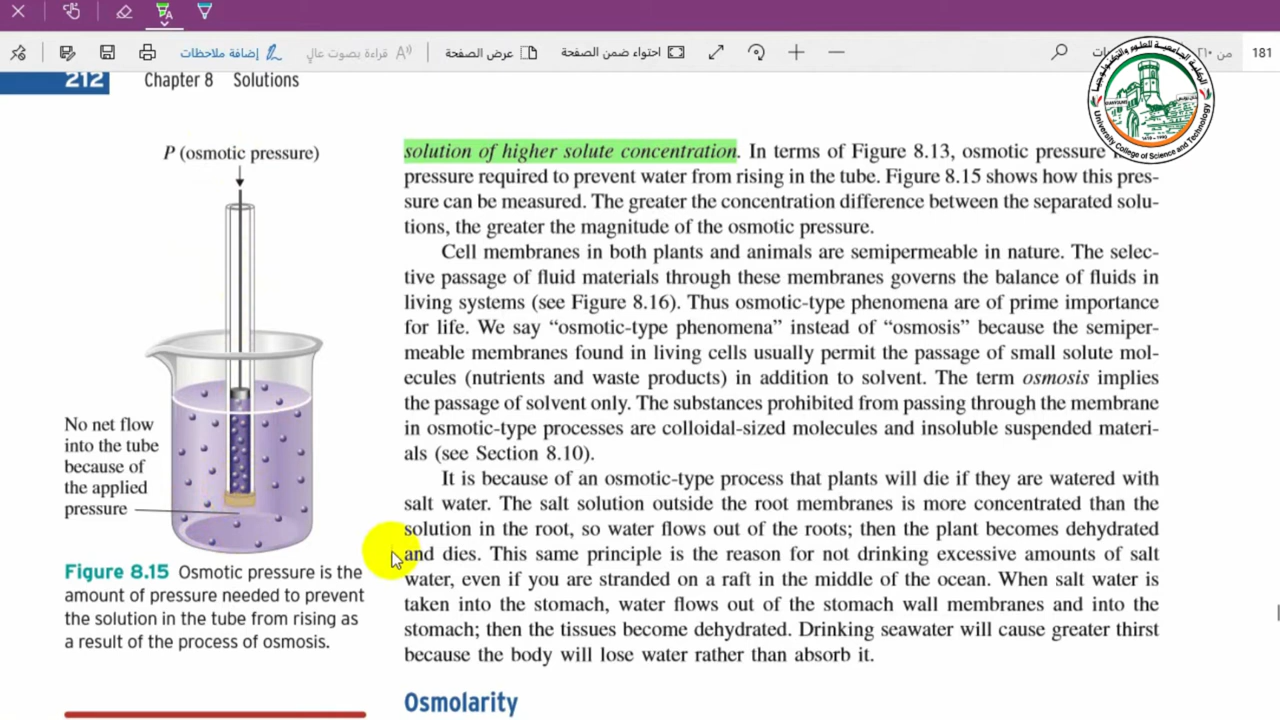 إضافة ملاحظات
قراءة بصوت عالٍ
عرض الصفحة
احتواء ضمن الصفحة
من
181
212 Chapter 8 Solutions
University College of Science and Technology
P (osmotic pressure)
No net flow
into the tube
because of
the applied
pressure
Figure 8.15 Osmotic pressure is the
amount of pressure needed to prevent
the solution in the tube from rising as
a result of the process of osmosis.
solution of higher solute concentration. In terms of Figure 8.13, osmotic pressure
pressure required to prevent water from rising in the tube. Figure 8.15 shows how this pres-
sure can be measured. The greater the concentration difference between the separated solu-
tions, the greater the magnitude of the osmotic pressure.
Cell membranes in both plants and animals are semipermeable in nature. The selec-
tive passage of fluid materials through these membranes governs the balance of fluids in
living systems (see Figure 8.16). Thus osmotic-type phenomena are of prime importance
for life. We say “osmotic-type phenomena” instead of “osmosis” because the semiper-
meable membranes found in living cells usually permit the passage of small solute mol-
ecules (nutrients and waste products) in addition to solvent. The term osmosis implies
the passage of solvent only. The substances prohibited from passing through the membrane
in osmotic-type processes are colloidal-sized molecules and insoluble suspended materi-
als (see Section 8.10).
It is because of an osmotic-type process that plants will die if they are watered with
salt water. The salt solution outside the root membranes is more concentrated than the
solution in the root, so water flows out of the roots; then the plant becomes dehydrated
and dies. This same principle is the reason for not drinking excessive amounts of salt
water, even if you are stranded on a raft in the middle of the ocean. When salt water is
taken into the stomach, water flows out of the stomach wall membranes and into the
stomach; then the tissues become dehydrated. Drinking seawater will cause greater thirst
because the body will lose water rather than absorb it.
Osmolarity